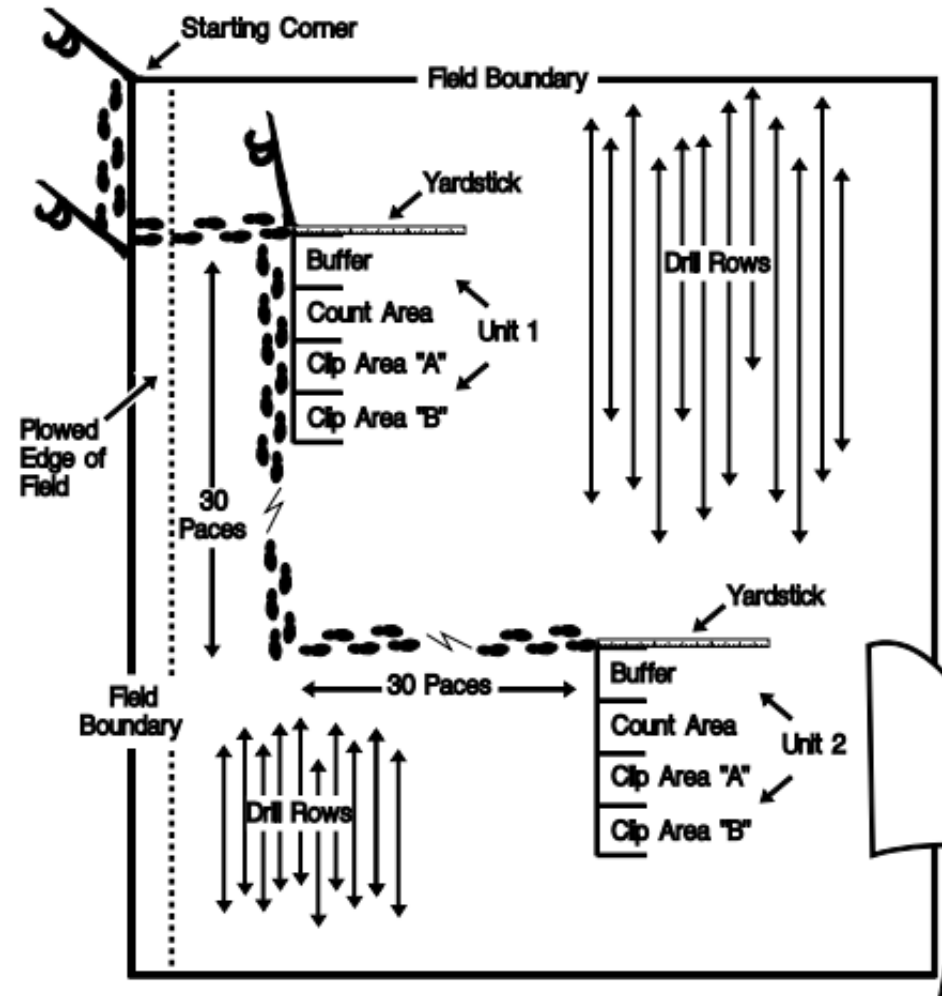 Starting Corner
Field Boundary
Yardstick
Buffer
Count Area
Clip Area "A"
Clip Area "B"
Unit 1
Drill Rows
Plowed
Edge of
Field
30
Paces
Yardstick
30 Paces
Buffer
Count Area
Clip Area "A"
Clip Area "B"
Unit 2
Field
Boundary
Drill Rows